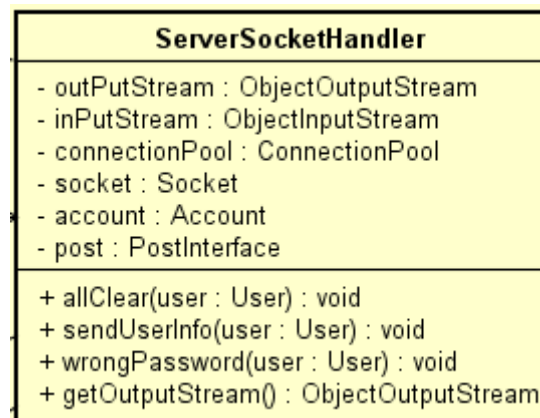 ServerSocketHandler
- outPutStream : ObjectOutputStream
- inPutStream : ObjectInputStream
- connectionPool : ConnectionPool
- socket : Socket
- account : Account
- post : PostInterface
+ allClear(user : User) : void
+ sendUserInfo(user : User) : void
+ wrongPassword(user : User) : void
+ getOutputStream() : ObjectOutputStream